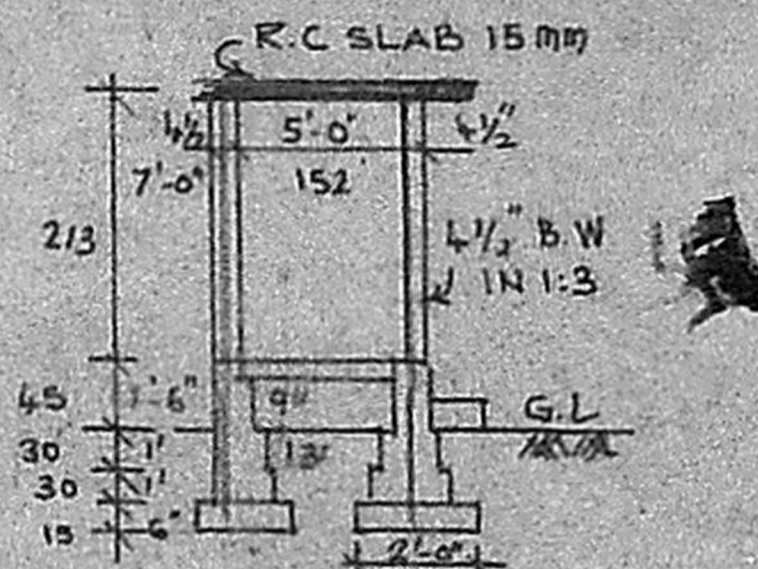 R.C SLAB 15 mm
4½ 5'-0" 4½"
7'-0" 152
213
4½" B.W
IN 1:3
45 1'-6" 9" G.L
30 1' 13"
30 1'
15 6"
2'-0"